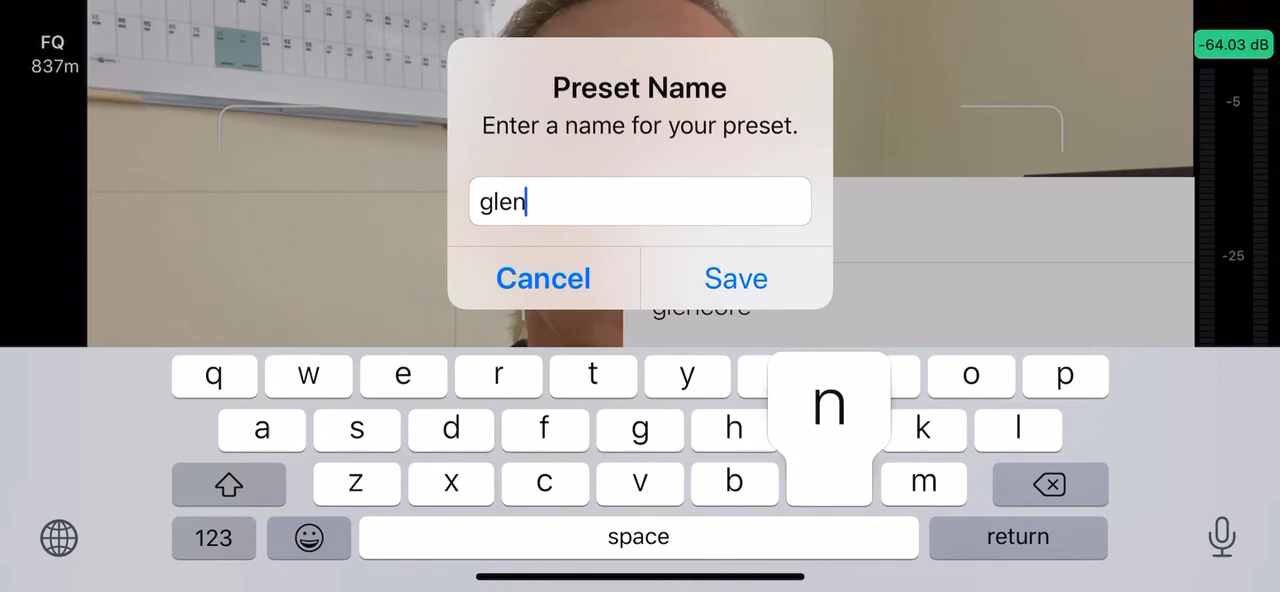 FQ
837m
-64.03 dB
-5
-25
Preset Name
Enter a name for your preset.
glen
Cancel
Save
glencore
q w e r t y o p
a s d f g h k l
n
z x c v b m
123
space
return